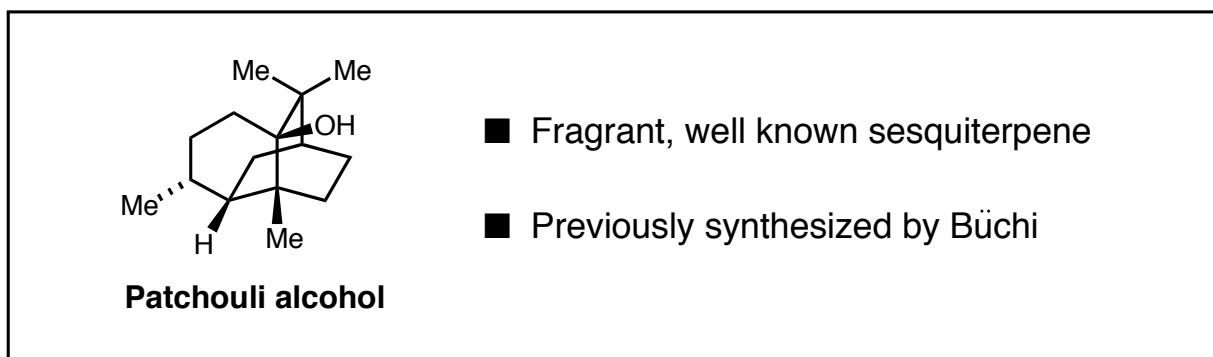 Me Me
OH
■ Fragrant, well known sesquiterpene
Me
H Me
■ Previously synthesized by Büchi
Patchouli alcohol